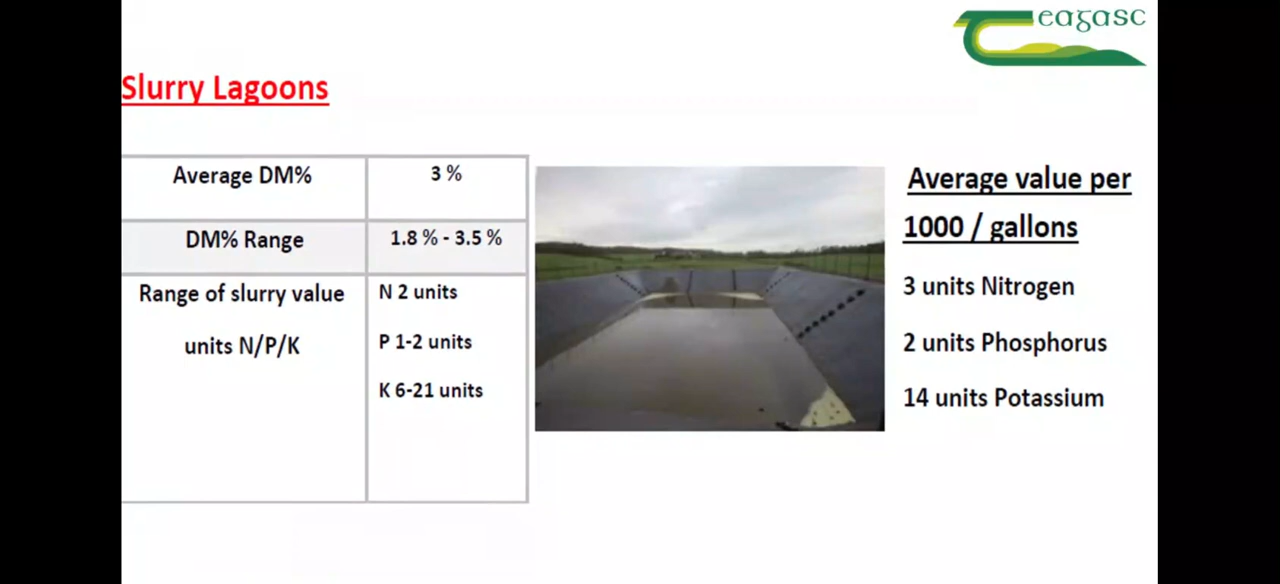 eagasc
Slurry Lagoons
Average DM%
3 %
DM% Range
1.8 % - 3.5 %
Range of slurry value
units N/P/K
N 2 units
P 1-2 units
K 6-21 units
Average value per
1000 / gallons
3 units Nitrogen
2 units Phosphorus
14 units Potassium